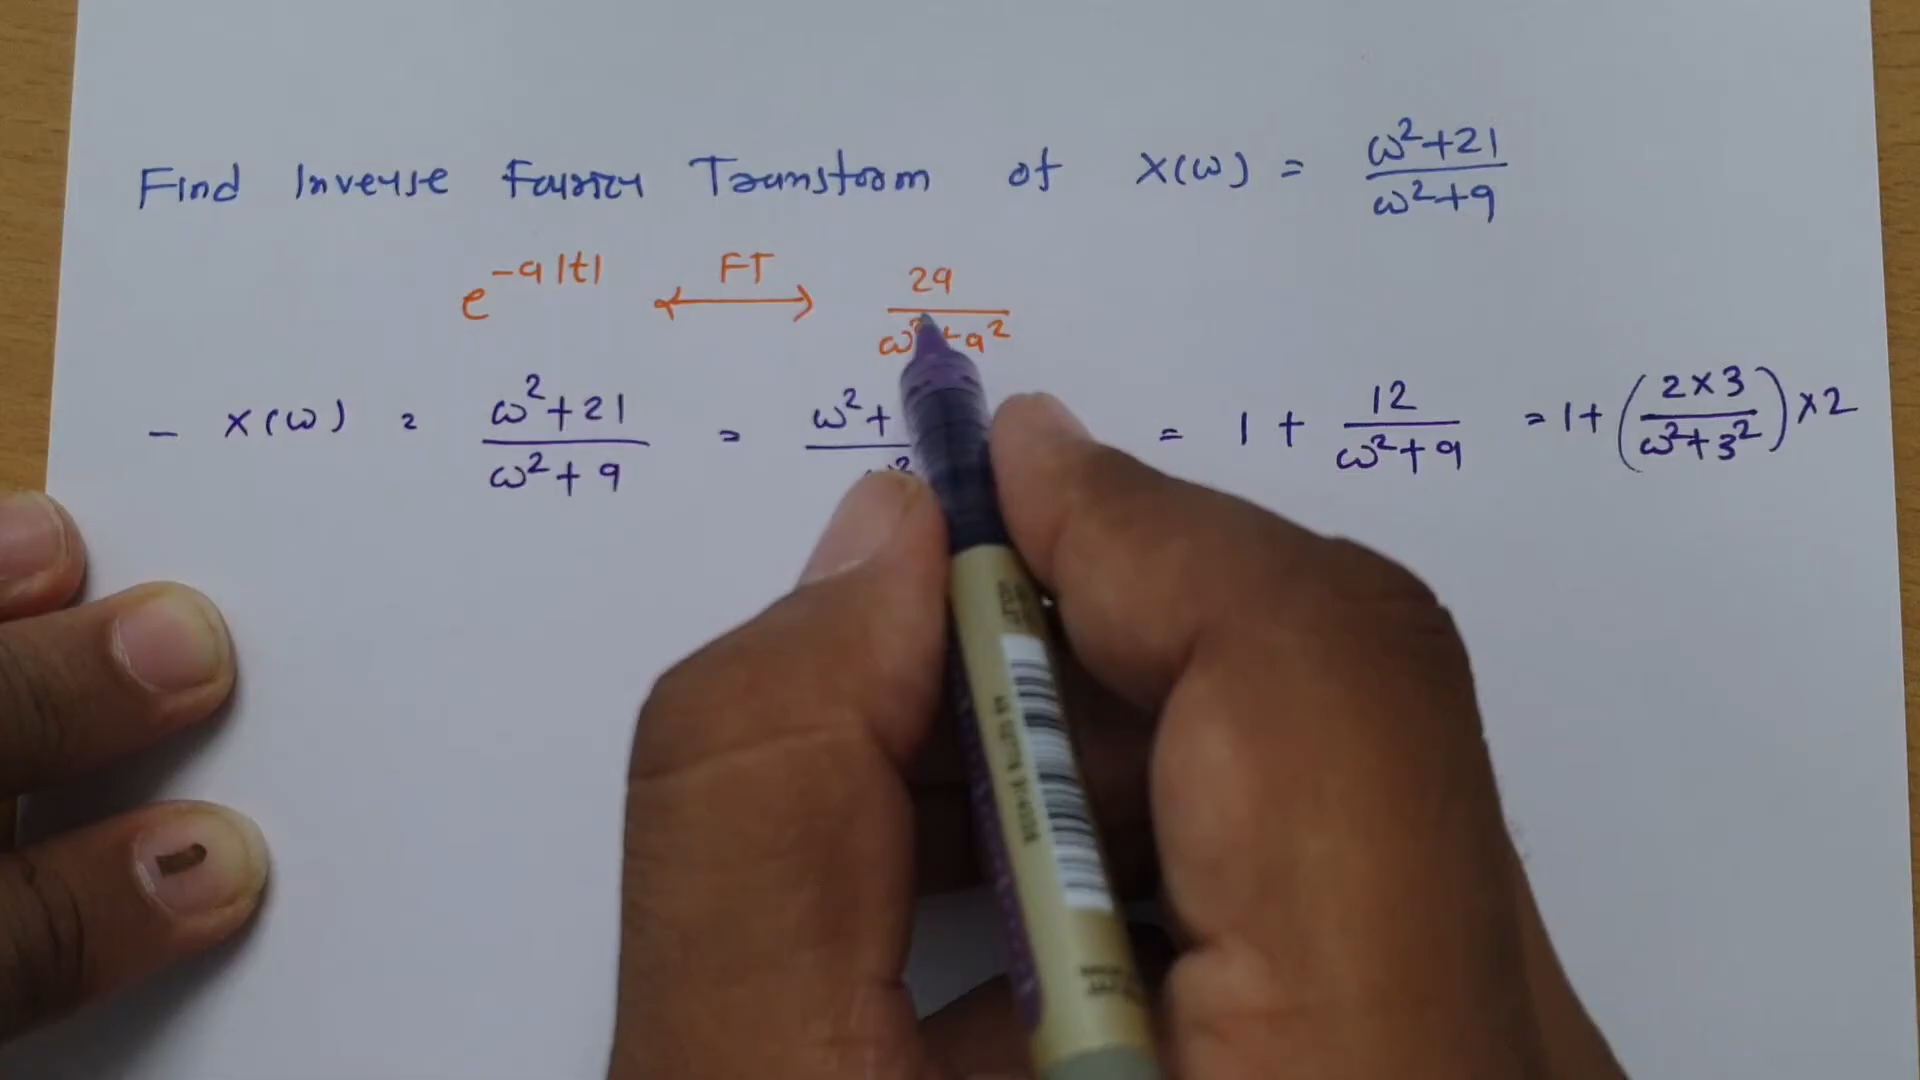 Find Inverse Fourier Transform of X(ω) = ω²+21 / ω²+9
e^-a|t| ⟷ FT 2a / ω²+a²
- X(ω) = ω²+21 / ω²+9 = ω²+ = 1 + 12 / ω²+9 = 1+ (2×3 / ω²+3²) ×2